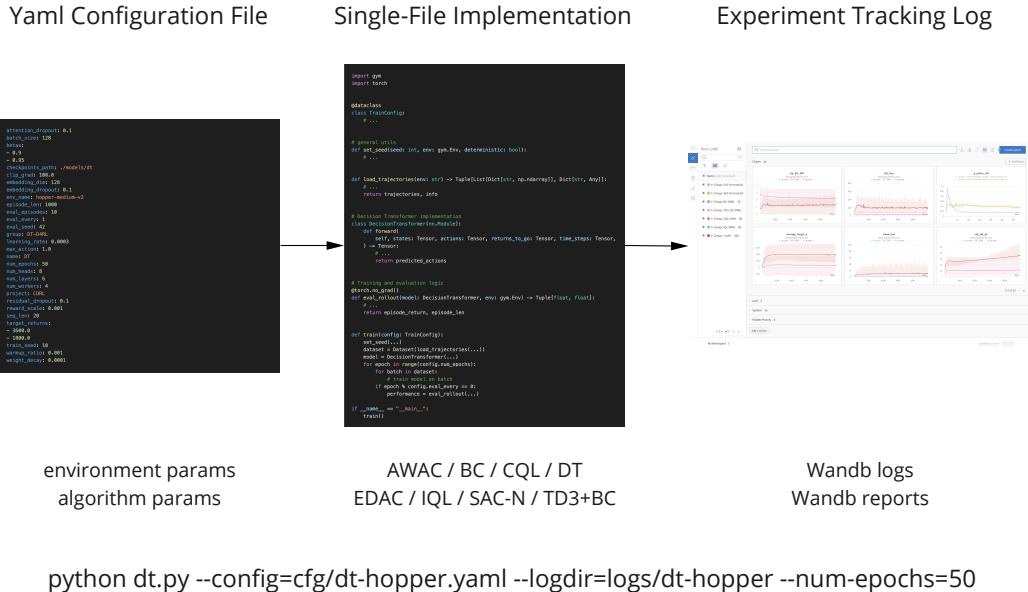 Yaml Configuration File
Single-File Implementation
Experiment Tracking Log
attention_dropout: 0.1
batch_size: 128
betas:
- 0.9
- 0.95
checkpoints_path: ./models/dt
clip_grad: 100.0
embedding_dim: 128
embedding_dropout: 0.1
env_name: hopper-medium-v2
episode_len: 1000
eval_episodes: 10
eval_every: 1
eval_seed: 42
group: DT-D4RL
learning_rate: 0.0003
max_action: 1.0
name: DT
num_epochs: 50
num_heads: 8
num_layers: 6
num_workers: 4
project: CORL
residual_dropout: 0.1
reward_scale: 0.001
seq_len: 20
target_returns:
- 3600.0
- 1800.0
train_seed: 10
warmup_ratio: 0.001
weight_decay: 0.0001
import gym
import torch
@dataclass
class TrainConfig:
# ...
# general utils
def set_seed(seed: int, env: gym.Env, deterministic: bool):
# ...
def load_trajectories(env: str) -> Tuple[List[Dict[str, np.ndarray]], Dict[str, Any]]:
# ...
return trajectories, info
# Decision Transformer implementation
class DecisionTransformer(nn.Module):
def forward(
self, states: Tensor, actions: Tensor, returns_to_go: Tensor, time_steps: Tensor,
) -> Tensor:
# ...
return predicted_actions
# Training and evaluation logic
@torch.no_grad()
def eval_rollout(model: DecisionTransformer, env: gym.Env) -> Tuple[float, float]:
# ...
return episode_return, episode_len
def train(config: TrainConfig):
set_seed(...)
dataset = Dataset(load_trajectories(...))
model = DecisionTransformer(...)
for epoch in range(config.num_epochs):
for batch in dataset:
# train model on batch
if epoch % config.eval_every == 0:
performance = eval_rollout(...)
if __name__ == "__main__":
train()
environment params
algorithm params
AWAC / BC / CQL / DT
EDAC / IQL / SAC-N / TD3+BC
Wandb logs
Wandb reports
python dt.py --config=cfg/dt-hopper.yaml --logdir=logs/dt-hopper --num-epochs=50